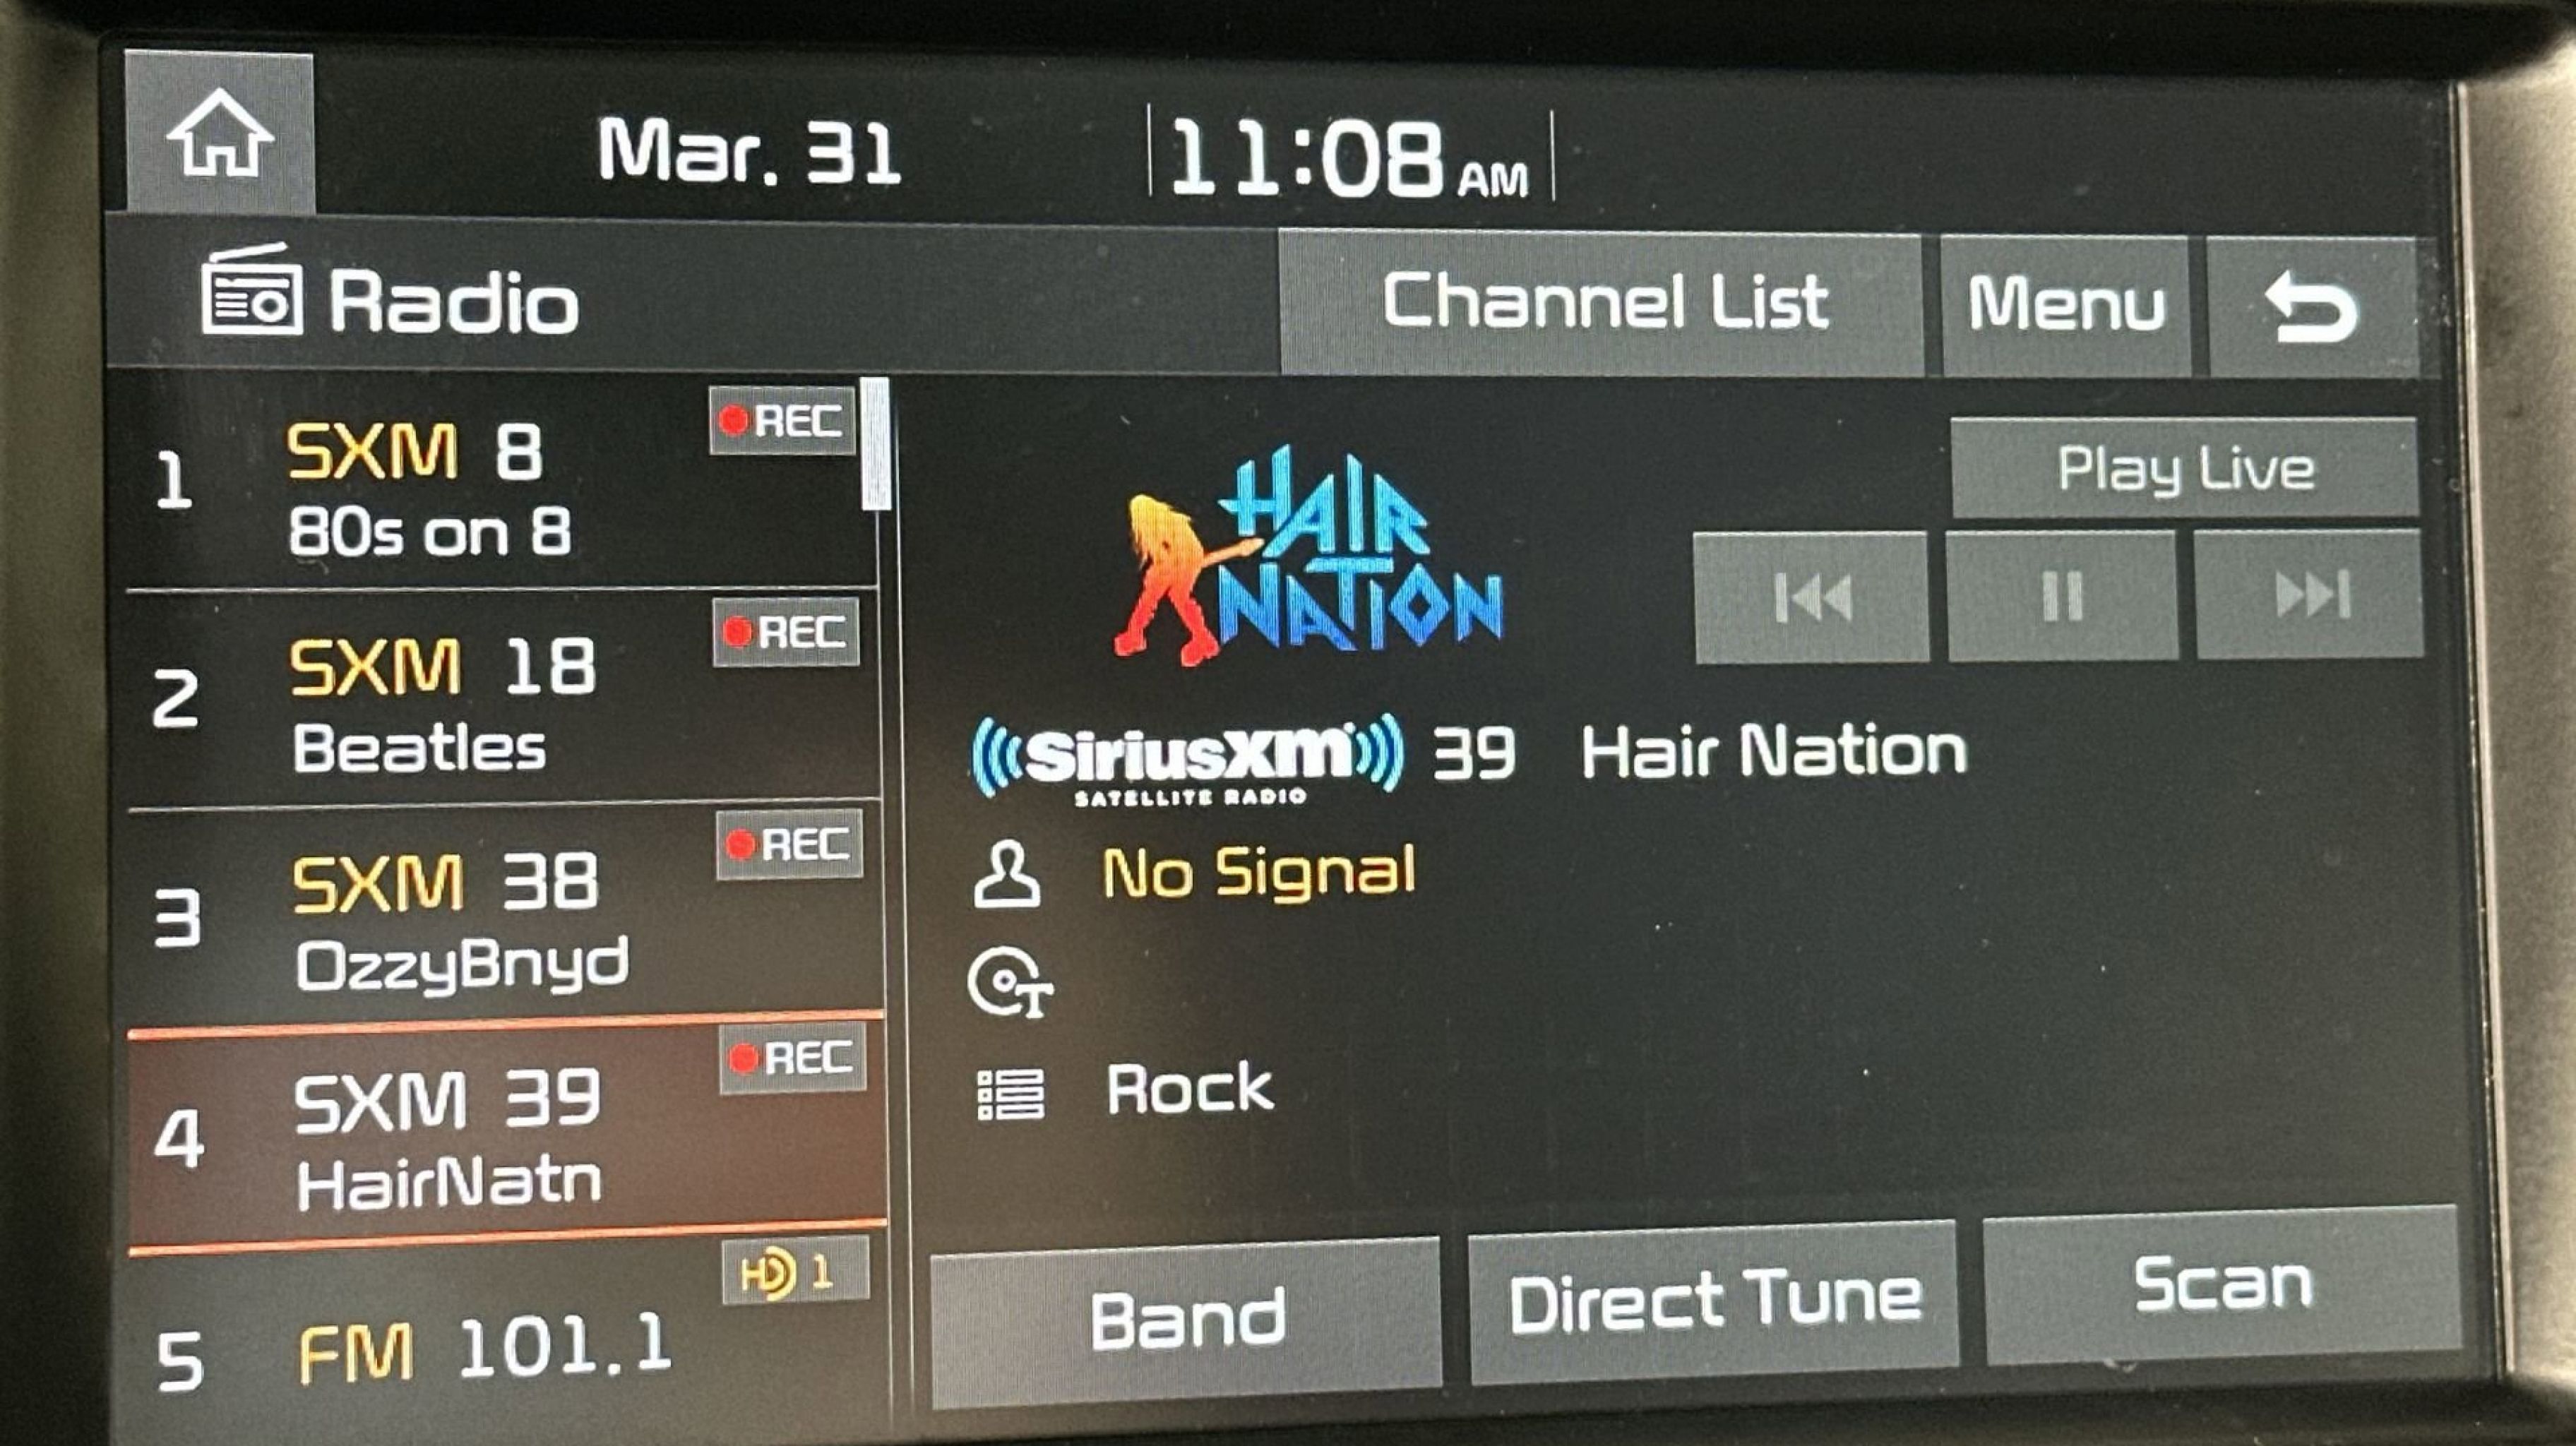 Mar. 31
11:08 AM
Radio
Channel List
Menu
1
SXM 8
REC
80s on 8
2
SXM 18
REC
Beatles
3
SXM 38
REC
OzzyBnyd
4
SXM 39
REC
HairNatn
5
FM 101.1
HD 1
HAIR
NATION
Play Live
SiriusXM 39 Hair Nation
SATELLITE RADIO
No Signal
T
Rock
Band
Direct Tune
Scan